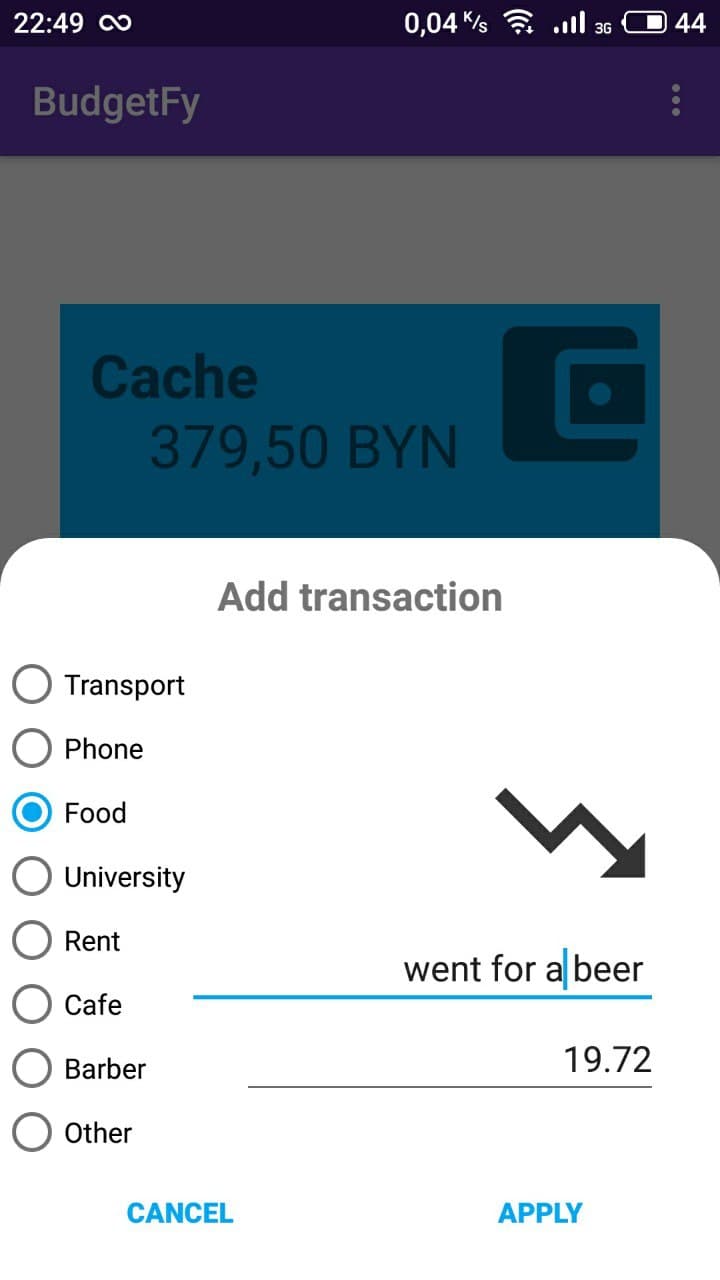 22:49 0,04 K/s 3G 44
BudgetFy
Cache
379,50 BYN
Add transaction
Transport
Phone
Food
University
Rent
went for a beer
Cafe
19.72
Barber
Other
CANCEL APPLY